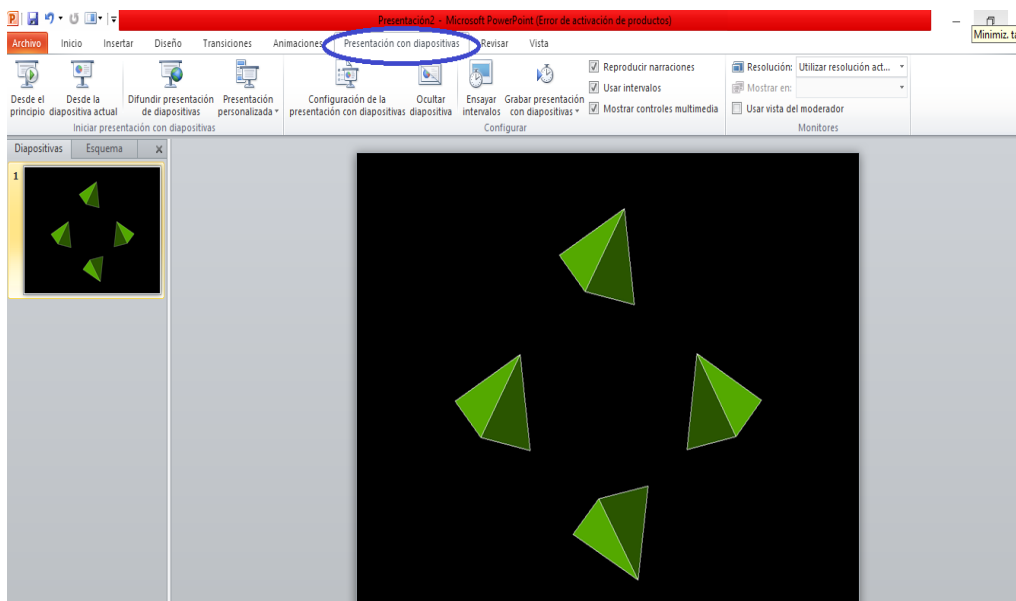 P
Presentación2 - Microsoft PowerPoint (Error de activación de productos)
Minimiz. ta
Archivo Inicio Insertar Diseño Transiciones Animaciones Presentación con diapositivas Revisar Vista
Desde el principio
Desde la diapositiva actual
Difundir presentación de diapositivas
Presentación personalizada
Iniciar presentación con diapositivas
Configuración de la presentación con diapositivas
Ocultar diapositiva
Ensayar intervalos
Grabar presentación con diapositivas
Reproducir narraciones
Usar intervalos
Mostrar controles multimedia
Configurar
Resolución: Utilizar resolución act...
Mostrar en:
Usar vista del moderador
Monitores
Diapositivas Esquema x
1